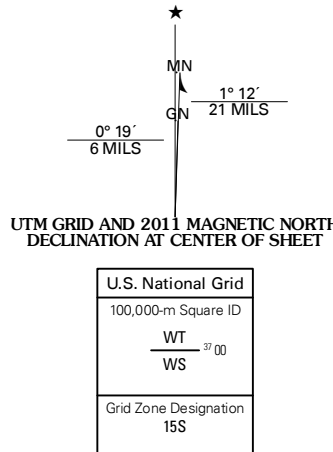 ★
MN
1° 12´
21 MILS
GN
0° 19´
6 MILS
UTM GRID AND 2011 MAGNETIC NORTH
DECLINATION AT CENTER OF SHEET
U.S. National Grid
100,000-m Square ID
WT
37 00
WS
Grid Zone Designation
15S